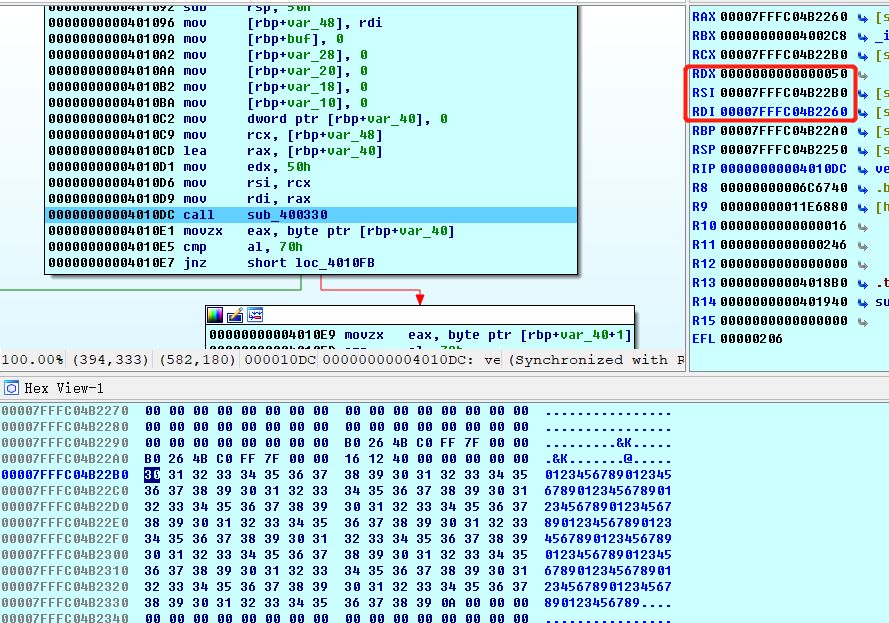 0000000000401092 sub rsp, 50h
0000000000401096 mov [rbp+var_48], rdi
000000000040109A mov [rbp+buf], 0
00000000004010A2 mov [rbp+var_28], 0
00000000004010AA mov [rbp+var_20], 0
00000000004010B2 mov [rbp+var_18], 0
00000000004010BA mov [rbp+var_10], 0
00000000004010C2 mov dword ptr [rbp+var_40], 0
00000000004010C9 mov rcx, [rbp+var_48]
00000000004010CD lea rax, [rbp+var_40]
00000000004010D1 mov edx, 50h
00000000004010D6 mov rsi, rcx
00000000004010D9 mov rdi, rax
00000000004010DC call sub_400330
00000000004010E1 movzx eax, byte ptr [rbp+var_40]
00000000004010E5 cmp al, 70h
00000000004010E7 jnz short loc_4010FB
00000000004010E9 movzx eax, byte ptr [rbp+var_40+1]
100.00% (394,333) (582,180) 000010DC 00000000004010DC: ve (Synchronized with R
RAX 00007FFFC04B2260 [s
RBX 00000000004002C8 _i
RCX 00007FFFC04B22B0 [s
RDX 0000000000000050
RSI 00007FFFC04B22B0 [s
RDI 00007FFFC04B2260 [s
RBP 00007FFFC04B22A0 [s
RSP 00007FFFC04B2250 [s
RIP 00000000004010DC ve
R8 00000000006C6740 .b
R9 00000000011E6880 [h
R10 0000000000000016
R11 0000000000000246
R12 0000000000000000
R13 00000000004018B0 .t
R14 0000000000401940 su
R15 0000000000000000
EFL 00000206
Hex View-1
00007FFFC04B2270 00 00 00 00 00 00 00 00 00 00 00 00 00 00 00 00 ................
00007FFFC04B2280 00 00 00 00 00 00 00 00 00 00 00 00 00 00 00 00 ................
00007FFFC04B2290 00 00 00 00 00 00 00 00 B0 26 4B C0 FF 7F 00 00 .........&K.....
00007FFFC04B22A0 B0 26 4B C0 FF 7F 00 00 16 12 40 00 00 00 00 00 .&K.......@.....
00007FFFC04B22B0 30 31 32 33 34 35 36 37 38 39 30 31 32 33 34 35 0123456789012345
00007FFFC04B22C0 36 37 38 39 30 31 32 33 34 35 36 37 38 39 30 31 6789012345678901
00007FFFC04B22D0 32 33 34 35 36 37 38 39 30 31 32 33 34 35 36 37 2345678901234567
00007FFFC04B22E0 38 39 30 31 32 33 34 35 36 37 38 39 30 31 32 33 8901234567890123
00007FFFC04B22F0 34 35 36 37 38 39 30 31 32 33 34 35 36 37 38 39 4567890123456789
00007FFFC04B2300 30 31 32 33 34 35 36 37 38 39 30 31 32 33 34 35 0123456789012345
00007FFFC04B2310 36 37 38 39 30 31 32 33 34 35 36 37 38 39 30 31 6789012345678901
00007FFFC04B2320 32 33 34 35 36 37 38 39 30 31 32 33 34 35 36 37 2345678901234567
00007FFFC04B2330 38 39 30 31 32 33 34 35 36 37 38 39 0A 00 00 00 890123456789....
00007FFFC04B2340 00 00 00 00 00 00 00 00 00 00 00 00 00 00 00 00 ................